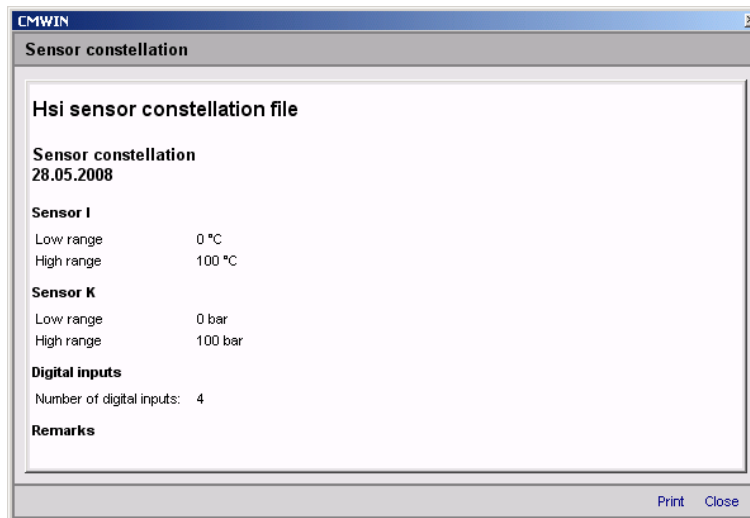 CMWIN
Sensor constellation
Hsi sensor constellation file
Sensor constellation
28.05.2008
Sensor I
Low range 0 °C
High range 100 °C
Sensor K
Low range 0 bar
High range 100 bar
Digital inputs
Number of digital inputs: 4
Remarks
Print Close